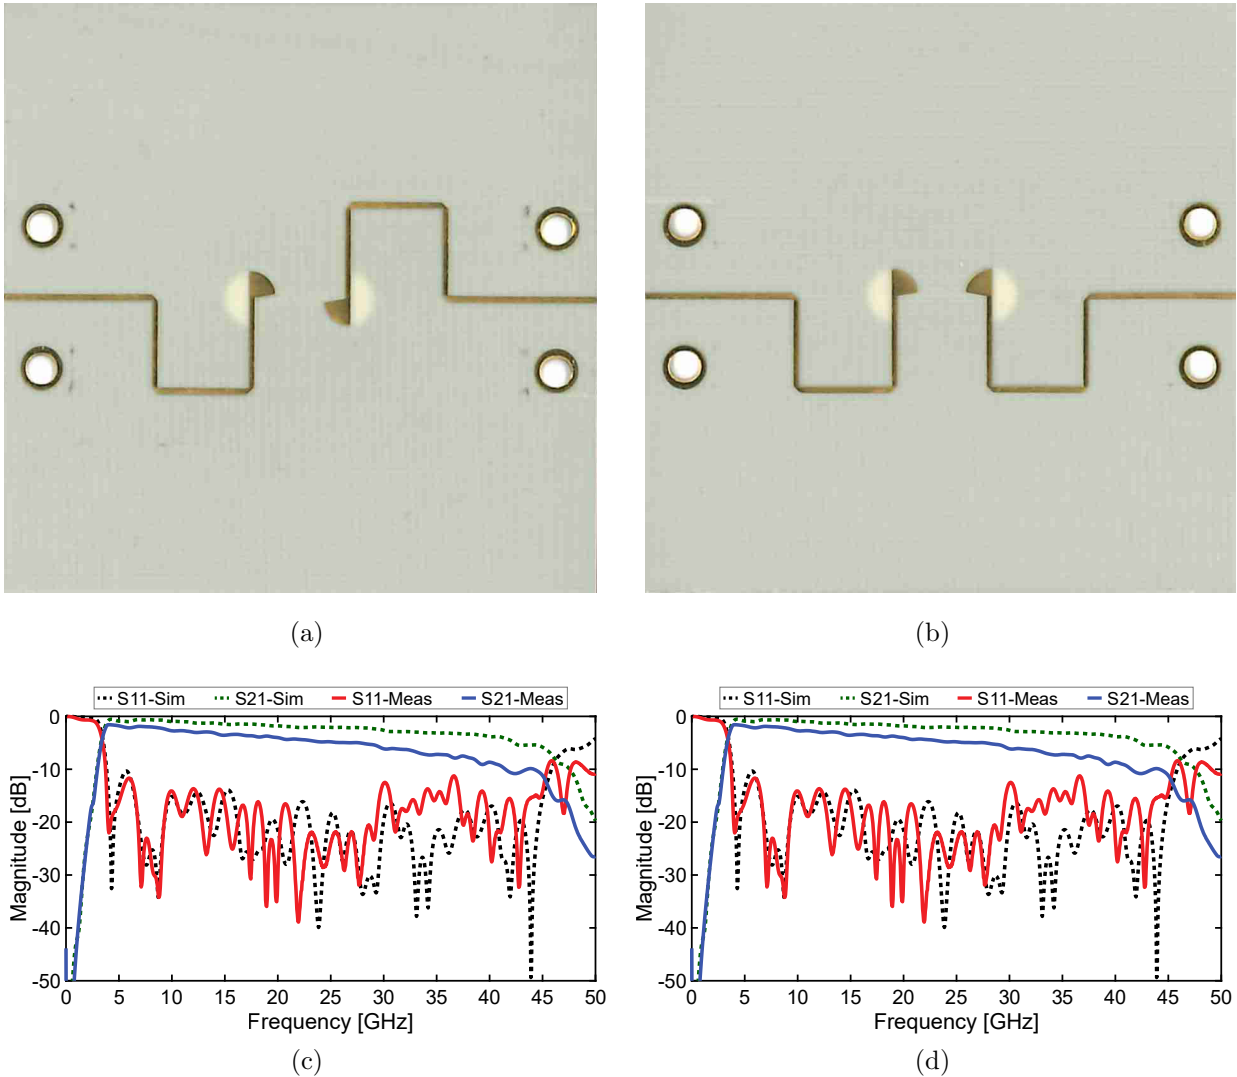 (a)
(b)
S11-Sim S21-Sim S11-Meas S21-Meas
0
-10
-20
-30
-40
-50
Magnitude [dB]
0 5 10 15 20 25 30 35 40 45 50
Frequency [GHz]
(c)
S11-Sim S21-Sim S11-Meas S21-Meas
0
-10
-20
-30
-40
-50
Magnitude [dB]
0 5 10 15 20 25 30 35 40 45 50
Frequency [GHz]
(d)